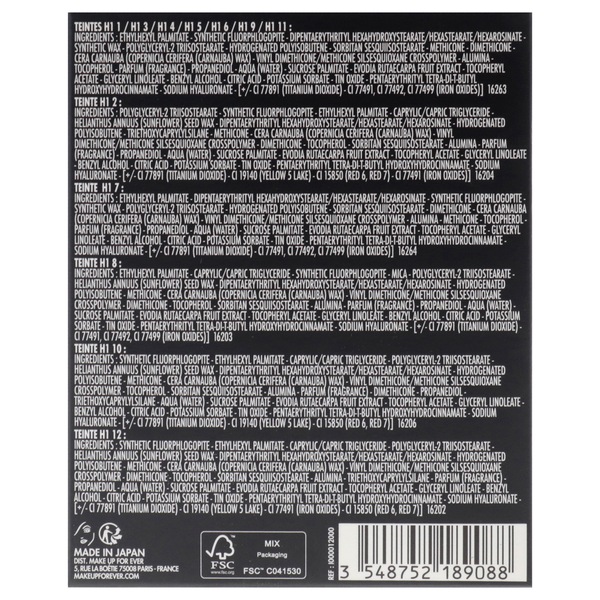 TEINTES H1 1 / H1 3 / H1 4 / H1 5 / H1 6 / H1 9 / H1 11 :
INGREDIENTS : ETHYLHEXYL PALMITATE - SYNTHETIC FLUORPHLOGOPITE - DIPENTAERYTHRITYL HEXAHYDROXYSTEARATE/HEXASTEARATE/HEXAROSINATE -
SYNTHETIC WAX - POLYGLYCERYL-2 TRIISOSTEARATE - HYDROGENATED POLYISOBUTENE - SORBITAN SESQUIISOSTEARATE - METHICONE - DIMETHICONE -
CERA CARNAUBA (COPERNICIA CERIFERA (CARNAUBA) WAX) - VINYL DIMETHICONE/METHICONE SILSESQUIOXANE CROSSPOLYMER - ALUMINA -
TOCOPHEROL - PARFUM (FRAGRANCE) - PROPANEDIOL - AQUA (WATER) - SUCROSE PALMITATE - EVODIA RUTAECARPA FRUIT EXTRACT - TOCOPHERYL
ACETATE - GLYCERYL LINOLEATE - BENZYL ALCOHOL - CITRIC ACID - POTASSIUM SORBATE - TIN OXIDE - PENTAERYTHRITYL TETRA-DI-T-BUTYL
HYDROXYHYDROCINNAMATE - SODIUM HYALURONATE - [+/- CI 77891 (TITANIUM DIOXIDE) - CI 77491, CI 77492, CI 77499 (IRON OXIDES)] 16263
TEINTE H1 2 :
INGREDIENTS : POLYGLYCERYL-2 TRIISOSTEARATE - SYNTHETIC FLUORPHLOGOPITE - ETHYLHEXYL PALMITATE - CAPRYLIC/CAPRIC TRIGLYCERIDE -
HELIANTHUS ANNUUS (SUNFLOWER) SEED WAX - DIPENTAERYTHRITYL HEXAHYDROXYSTEARATE/HEXASTEARATE/HEXAROSINATE - HYDROGENATED
POLYISOBUTENE - TRIETHOXYCAPRYLYLSILANE - METHICONE - CERA CARNAUBA (COPERNICIA CERIFERA (CARNAUBA) WAX) - VINYL
DIMETHICONE/METHICONE SILSESQUIOXANE CROSSPOLYMER - DIMETHICONE - TOCOPHEROL - SORBITAN SESQUIISOSTEARATE - ALUMINA - PARFUM
(FRAGRANCE) - PROPANEDIOL - AQUA (WATER) - SUCROSE PALMITATE - EVODIA RUTAECARPA FRUIT EXTRACT - TOCOPHERYL ACETATE - GLYCERYL LINOLEATE
- BENZYL ALCOHOL - CITRIC ACID - POTASSIUM SORBATE - TIN OXIDE - PENTAERYTHRITYL TETRA-DI-T-BUTYL HYDROXYHYDROCINNAMATE - SODIUM
HYALURONATE - [+/- CI 77891 (TITANIUM DIOXIDE) - CI 19140 (YELLOW 5 LAKE) - CI 15850 (RED 6, RED 7) - CI 77491 (IRON OXIDES)] 16204
TEINTE H1 7 :
INGREDIENTS : ETHYLHEXYL PALMITATE - DIPENTAERYTHRITYL HEXAHYDROXYSTEARATE/HEXASTEARATE/HEXAROSINATE - SYNTHETIC FLUORPHLOGOPITE -
SYNTHETIC WAX - POLYGLYCERYL-2 TRIISOSTEARATE - HYDROGENATED POLYISOBUTENE - SORBITAN SESQUIISOSTEARATE - DIMETHICONE - CERA CARNAUBA
(COPERNICIA CERIFERA (CARNAUBA) WAX) - VINYL DIMETHICONE/METHICONE SILSESQUIOXANE CROSSPOLYMER - ALUMINA - METHICONE - TOCOPHEROL -
PARFUM (FRAGRANCE) - PROPANEDIOL - AQUA (WATER) - SUCROSE PALMITATE - EVODIA RUTAECARPA FRUIT EXTRACT - TOCOPHERYL ACETATE - GLYCERYL
LINOLEATE - BENZYL ALCOHOL - CITRIC ACID - POTASSIUM SORBATE - TIN OXIDE - PENTAERYTHRITYL TETRA-DI-T-BUTYL HYDROXYHYDROCINNAMATE -
SODIUM HYALURONATE - [+/- CI 77891 (TITANIUM DIOXIDE) - CI 77491, CI 77492, CI 77499 (IRON OXIDES)] 16264
TEINTE H1 8 :
INGREDIENTS : ETHYLHEXYL PALMITATE - CAPRYLIC/CAPRIC TRIGLYCERIDE - SYNTHETIC FLUORPHLOGOPITE - MICA - POLYGLYCERYL-2 TRIISOSTEARATE -
HELIANTHUS ANNUUS (SUNFLOWER) SEED WAX - DIPENTAERYTHRITYL HEXAHYDROXYSTEARATE/HEXASTEARATE/HEXAROSINATE - HYDROGENATED
POLYISOBUTENE - METHICONE - CERA CARNAUBA (COPERNICIA CERIFERA (CARNAUBA) WAX) - VINYL DIMETHICONE/METHICONE SILSESQUIOXANE
CROSSPOLYMER - DIMETHICONE - TOCOPHEROL - SORBITAN SESQUIISOSTEARATE - ALUMINA - PARFUM (FRAGRANCE) - PROPANEDIOL - AQUA (WATER) -
SUCROSE PALMITATE - EVODIA RUTAECARPA FRUIT EXTRACT - TOCOPHERYL ACETATE - GLYCERYL LINOLEATE - BENZYL ALCOHOL - CITRIC ACID - POTASSIUM
SORBATE - TIN OXIDE - PENTAERYTHRITYL TETRA-DI-T-BUTYL HYDROXYHYDROCINNAMATE - SODIUM HYALURONATE - [+/- CI 77891 (TITANIUM DIOXIDE) -
CI 77491, CI 77492, CI 77499 (IRON OXIDES)] 16203
TEINTE H1 10 :
INGREDIENTS : SYNTHETIC FLUORPHLOGOPITE - ETHYLHEXYL PALMITATE - CAPRYLIC/CAPRIC TRIGLYCERIDE - POLYGLYCERYL-2 TRIISOSTEARATE -
HELIANTHUS ANNUUS (SUNFLOWER) SEED WAX - DIPENTAERYTHRITYL HEXAHYDROXYSTEARATE/HEXASTEARATE/HEXAROSINATE - HYDROGENATED
POLYISOBUTENE - METHICONE - CERA CARNAUBA (COPERNICIA CERIFERA (CARNAUBA) WAX) - VINYL DIMETHICONE/METHICONE SILSESQUIOXANE
CROSSPOLYMER - TOCOPHEROL - SORBITAN SESQUIISOSTEARATE - ALUMINA - PARFUM (FRAGRANCE) - DIMETHICONE - PROPANEDIOL -
TRIETHOXYCAPRYLYLSILANE - AQUA (WATER) - SUCROSE PALMITATE - EVODIA RUTAECARPA FRUIT EXTRACT - TOCOPHERYL ACETATE - GLYCERYL LINOLEATE
- BENZYL ALCOHOL - CITRIC ACID - POTASSIUM SORBATE - TIN OXIDE - PENTAERYTHRITYL TETRA-DI-T-BUTYL HYDROXYHYDROCINNAMATE - SODIUM
HYALURONATE - [+/- CI 77891 (TITANIUM DIOXIDE) - CI 19140 (YELLOW 5 LAKE) - CI 15850 (RED 6, RED 7)] 16206
TEINTE H1 12 :
INGREDIENTS : SYNTHETIC FLUORPHLOGOPITE - ETHYLHEXYL PALMITATE - CAPRYLIC/CAPRIC TRIGLYCERIDE - POLYGLYCERYL-2 TRIISOSTEARATE -
HELIANTHUS ANNUUS (SUNFLOWER) SEED WAX - DIPENTAERYTHRITYL HEXAHYDROXYSTEARATE/HEXASTEARATE/HEXAROSINATE - HYDROGENATED
POLYISOBUTENE - METHICONE - CERA CARNAUBA (COPERNICIA CERIFERA (CARNAUBA) WAX) - VINYL DIMETHICONE/METHICONE SILSESQUIOXANE
CROSSPOLYMER - DIMETHICONE - TOCOPHEROL - SORBITAN SESQUIISOSTEARATE - ALUMINA - PARFUM (FRAGRANCE) -
PROPANEDIOL - AQUA (WATER) - SUCROSE PALMITATE - EVODIA RUTAECARPA FRUIT EXTRACT - TOCOPHERYL ACETATE - GLYCERYL LINOLEATE - BENZYL
ALCOHOL - CITRIC ACID - POTASSIUM SORBATE - TIN OXIDE - PENTAERYTHRITYL TETRA-DI-T-BUTYL HYDROXYHYDROCINNAMATE - SODIUM HYALURONATE -
[+/- CI 77891 (TITANIUM DIOXIDE) - CI 19140 (YELLOW 5 LAKE) - CI 77491 (IRON OXIDES) - CI 15850 (RED 6, RED 7)] 16202
MADE IN JAPAN
DIST. MAKE UP FOR EVER
5, RUE LA BOÉTIE 75008 PARIS - FRANCE
MAKEUPFOREVER.COM
FSC
www.fsc.org
MIX
Packaging
FSC™ C041530
REF : I000012000
3 548752 189088